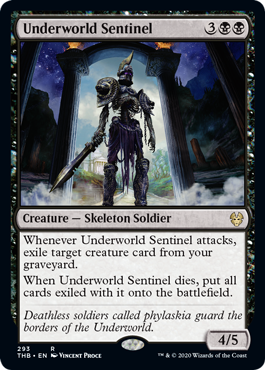 Underworld Sentinel 3
Creature — Skeleton Soldier
Whenever Underworld Sentinel attacks,
exile target creature card from your
graveyard.
When Underworld Sentinel dies, put all
cards exiled with it onto the battlefield.
Deathless soldiers called phylaskia guard the
borders of the Underworld.
4/5
293 R
THB • EN Vincent Proce ™ & © 2020 Wizards of the Coast